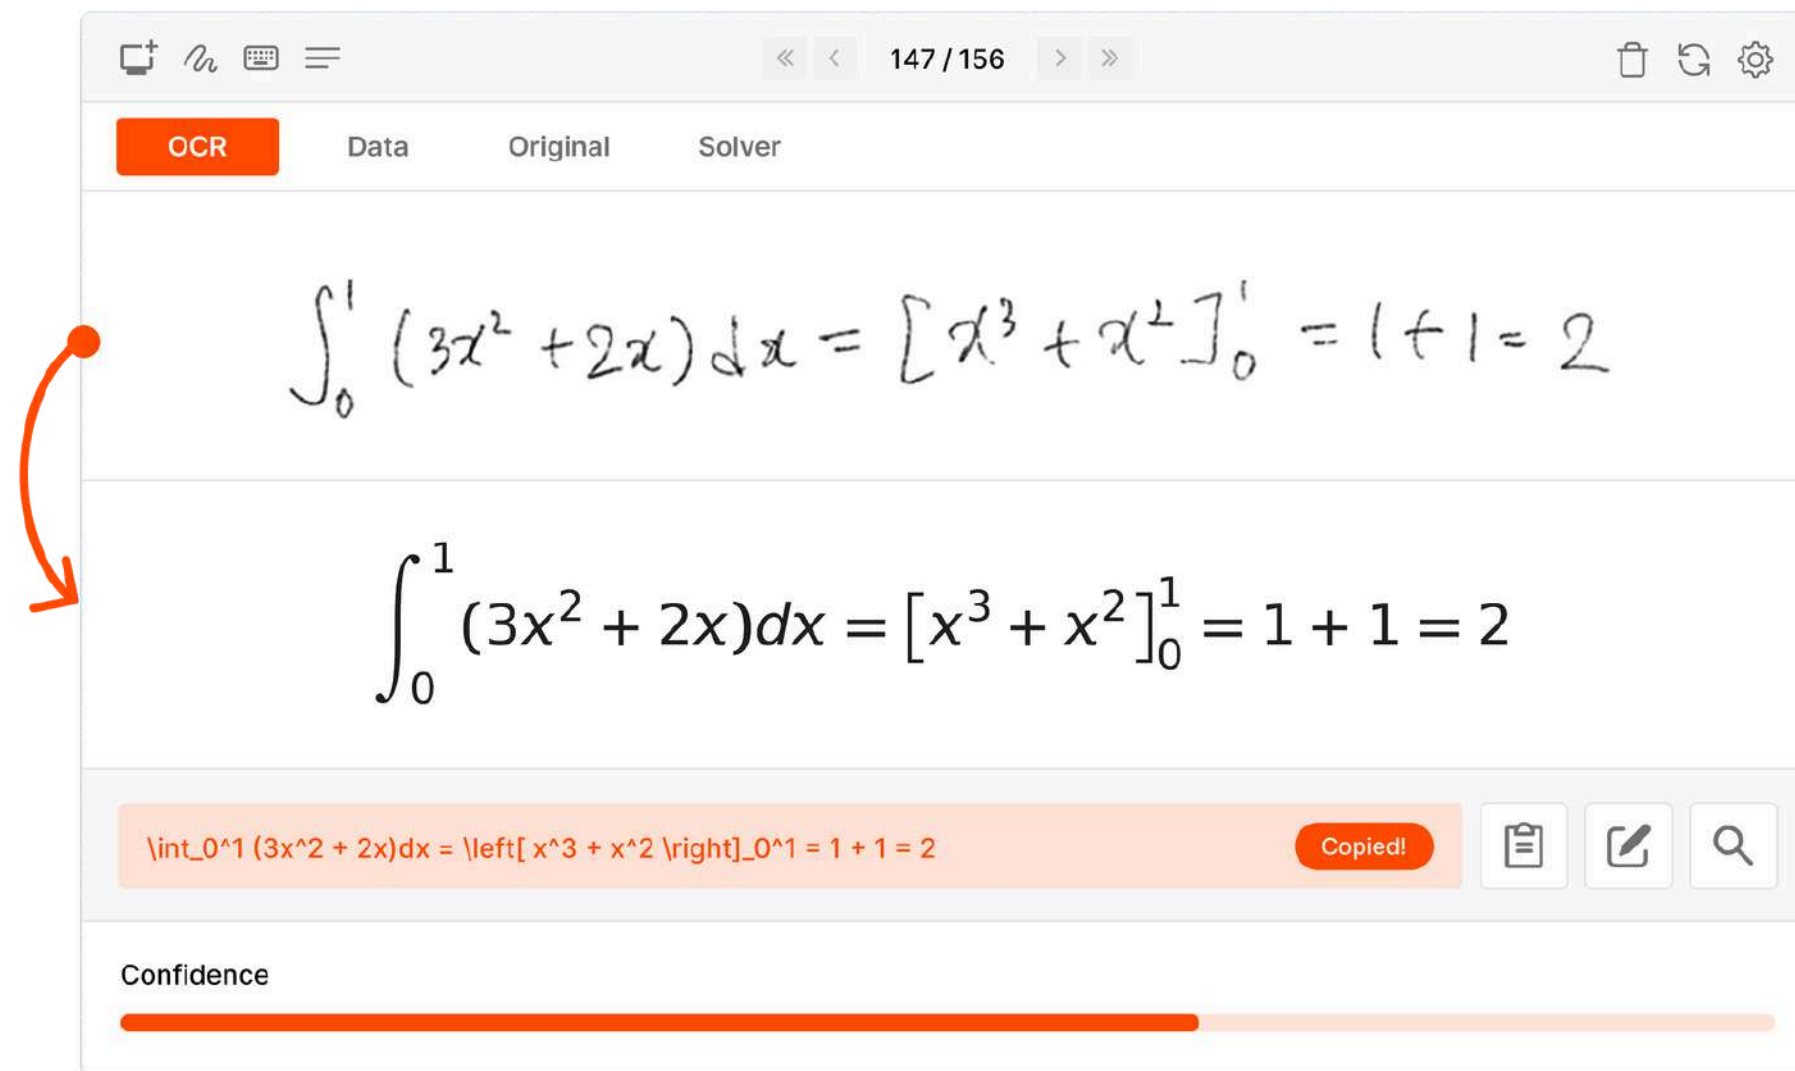 147 / 156
OCR Data Original Solver
∫₀¹ (3x² + 2x) dx = [x³ + x²]₀¹ = 1 + 1 = 2
∫₀¹ (3x² + 2x)dx = [x³ + x²]₀¹ = 1 + 1 = 2
\int_0^1 (3x^2 + 2x)dx = \left[ x^3 + x^2 \right]_0^1 = 1 + 1 = 2 Copied!
Confidence